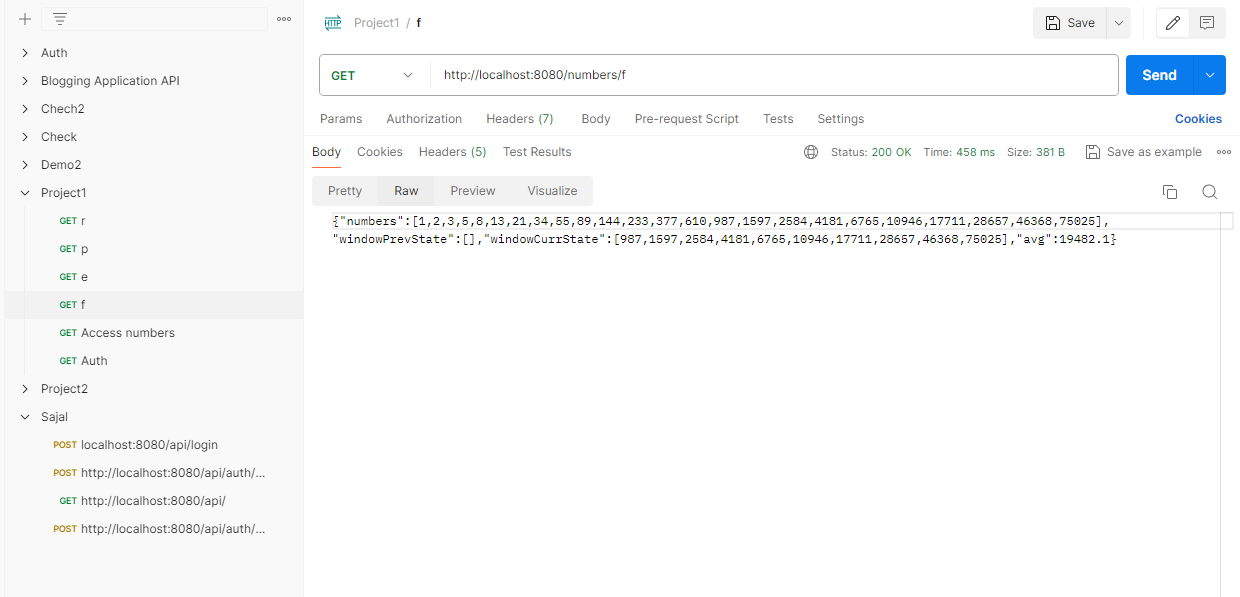 Auth
Blogging Application API
Chech2
Check
Demo2
Project1
GET r
GET p
GET e
GET f
GET Access numbers
GET Auth
Project2
Sajal
POST localhost:8080/api/login
POST http://localhost:8080/api/auth/...
GET http://localhost:8080/api/
POST http://localhost:8080/api/auth/...
HTTP Project1 / f
Save
GET http://localhost:8080/numbers/f
Send
Params Authorization Headers (7) Body Pre-request Script Tests Settings Cookies
Body Cookies Headers (5) Test Results Status: 200 OK Time: 458 ms Size: 381 B Save as example
Pretty Raw Preview Visualize
{"numbers":[1,2,3,5,8,13,21,34,55,89,144,233,377,610,987,1597,2584,4181,6765,10946,17711,28657,46368,75025],
"windowPrevState":[],"windowCurrState":[987,1597,2584,4181,6765,10946,17711,28657,46368,75025],"avg":19482.1}